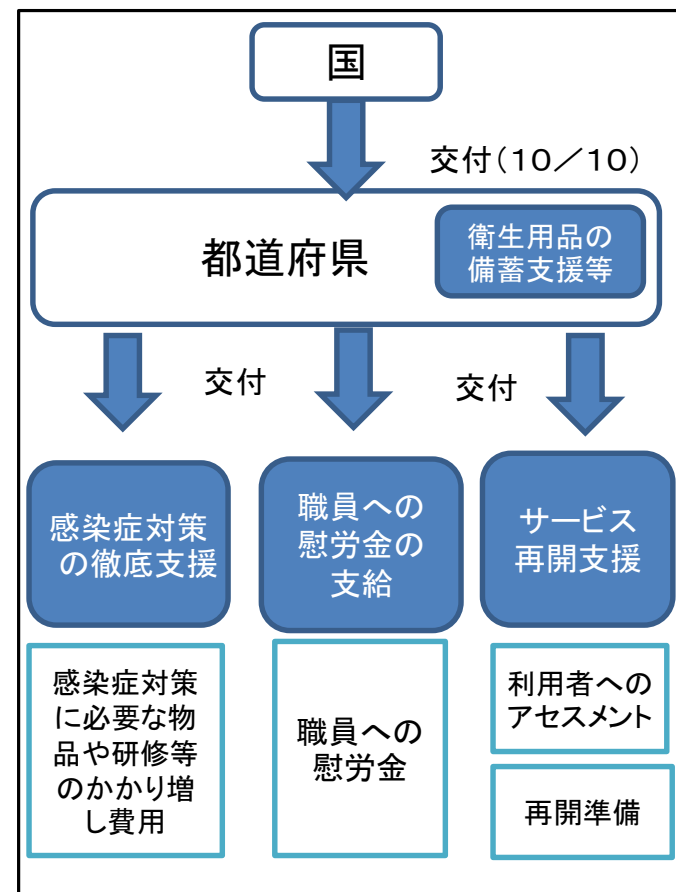 国
交付(10/10)
都道府県
衛生用品の
備蓄支援等
交付
交付
感染症対策
の徹底支援
職員への
慰労金の
支給
サービス
再開支援
感染症対策
に必要な物
品や研修等
のかかり増
し費用
職員への
慰労金
利用者への
アセスメント
再開準備